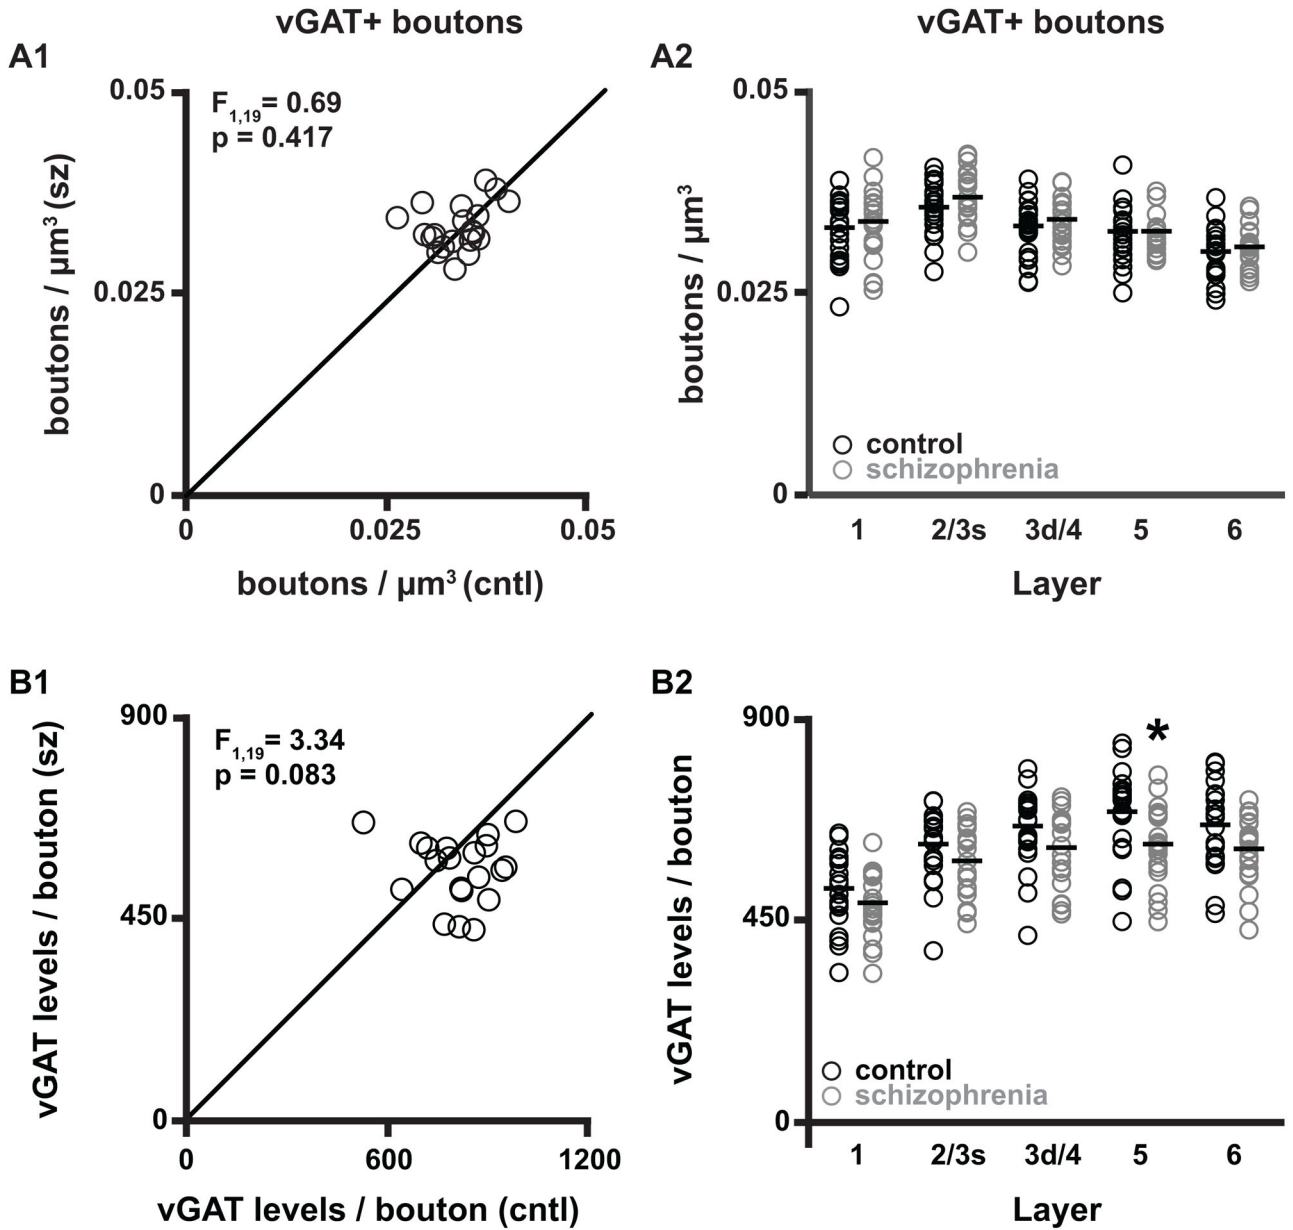 vGAT+ boutons
A1
0.05
0.025
0
F1,19= 0.69
p = 0.417
boutons / µm³ (sz)
0
0.025
0.05
boutons / µm³ (cntl)
vGAT+ boutons
A2
0.05
0.025
0
boutons / µm³
control
schizophrenia
1
2/3s
3d/4
5
6
Layer
B1
900
450
0
F1,19= 3.34
p = 0.083
vGAT levels / bouton (sz)
0
600
1200
vGAT levels / bouton (cntl)
B2
900
450
0
vGAT levels / bouton
*
control
schizophrenia
1
2/3s
3d/4
5
6
Layer